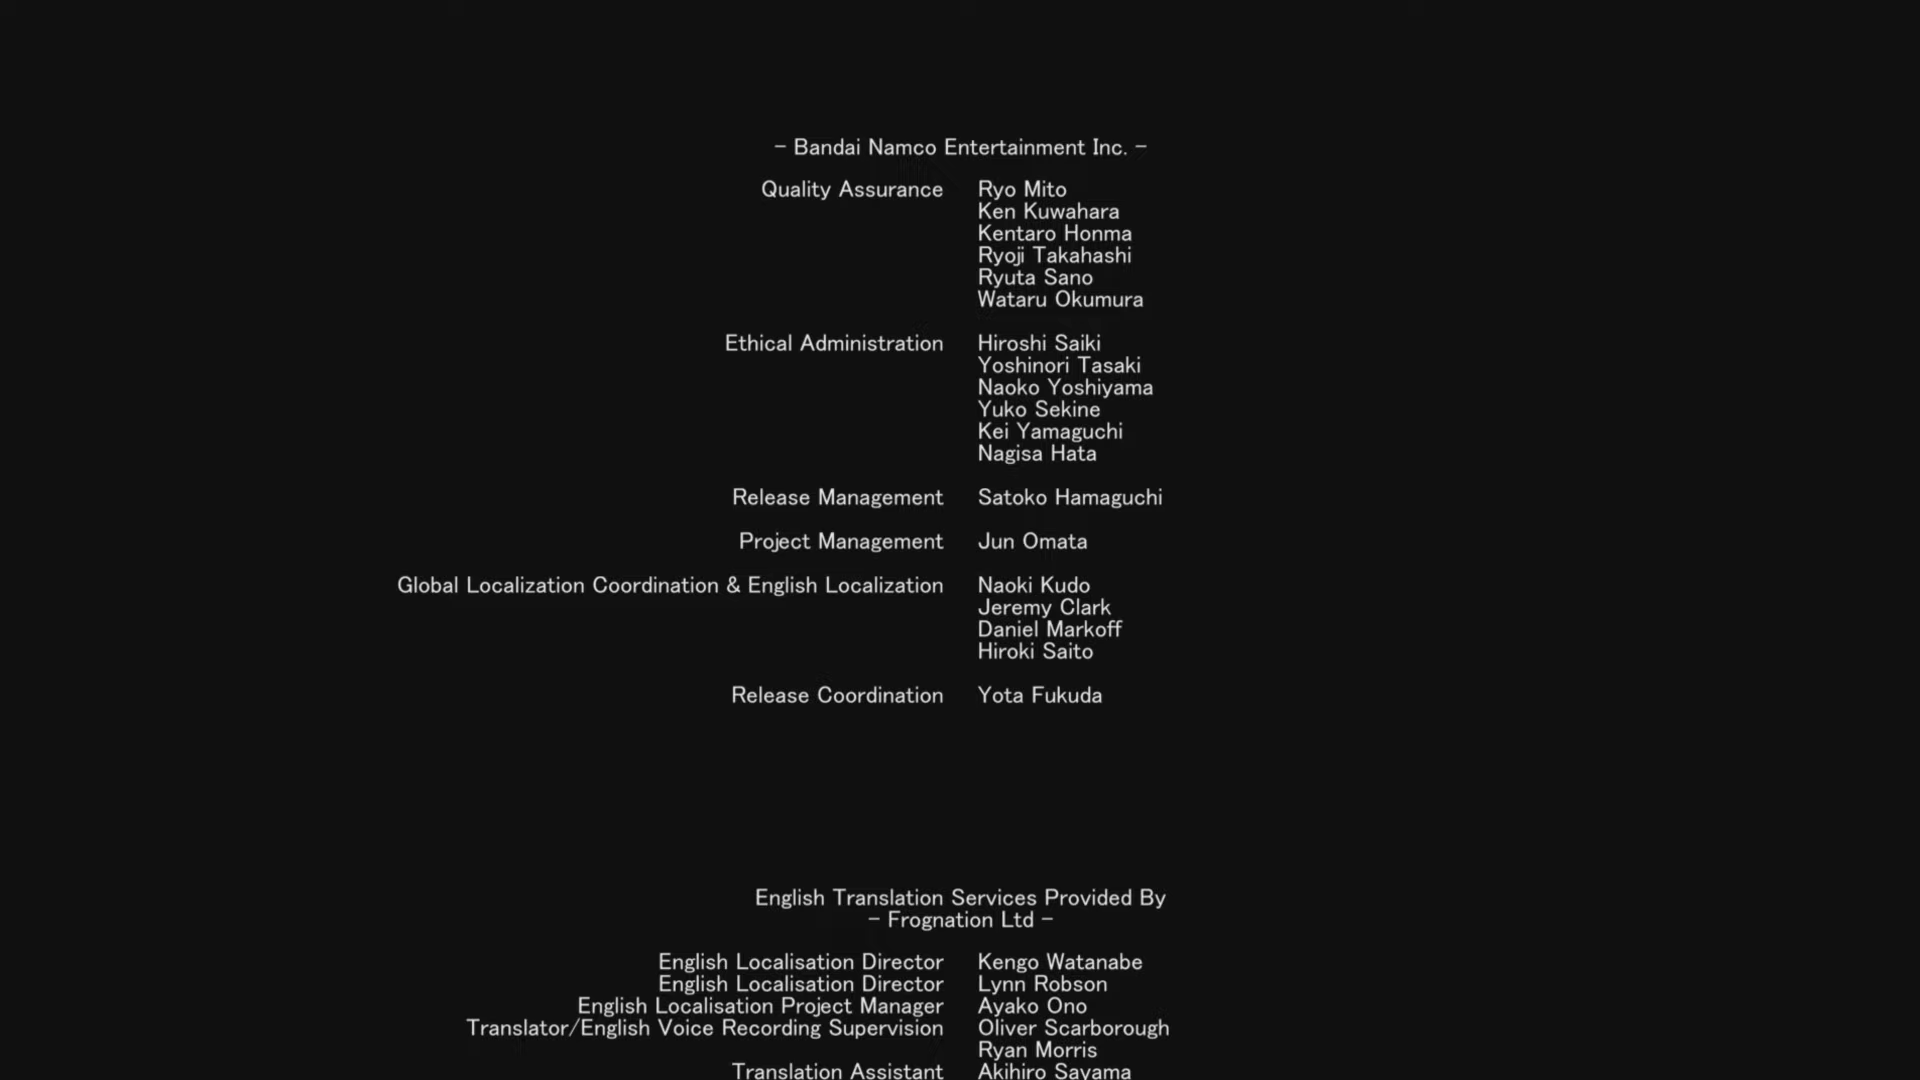 - Bandai Namco Entertainment Inc. -
Quality Assurance Ryo Mito
Ken Kuwahara
Kentaro Honma
Ryoji Takahashi
Ryuta Sano
Wataru Okumura
Ethical Administration Hiroshi Saiki
Yoshinori Tasaki
Naoko Yoshiyama
Yuko Sekine
Kei Yamaguchi
Nagisa Hata
Release Management Satoko Hamaguchi
Project Management Jun Omata
Global Localization Coordination & English Localization Naoki Kudo
Jeremy Clark
Daniel Markoff
Hiroki Saito
Release Coordination Yota Fukuda
English Translation Services Provided By
- Frognation Ltd -
English Localisation Director Kengo Watanabe
English Localisation Director Lynn Robson
English Localisation Project Manager Ayako Ono
Translator/English Voice Recording Supervision Oliver Scarborough
Ryan Morris
Translation Assistant Akihiro Sayama